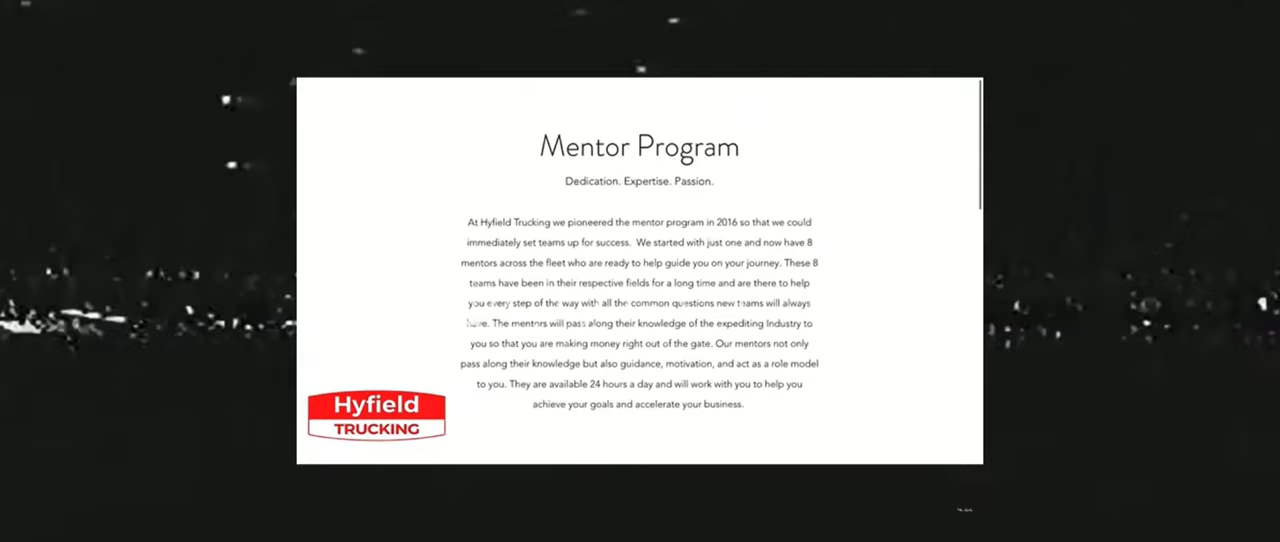 Mentor Program
Dedication. Expertise. Passion.
At Hyfield Trucking we pioneered the mentor program in 2016 so that we could
immediately set teams up for success. We started with just one and now have 8
mentors across the fleet who are ready to help guide you on your journey. These 8
teams have been in their respective fields for a long time and are there to help
you every step of the way with all the common questions new teams will always
have. The mentors will pass along their knowledge of the expediting Industry to
you so that you are making money right out of the gate. Our mentors not only
pass along their knowledge but also guidance, motivation, and act as a role model
to you. They are available 24 hours a day and will work with you to help you
achieve your goals and accelerate your business.
Hyfield
TRUCKING